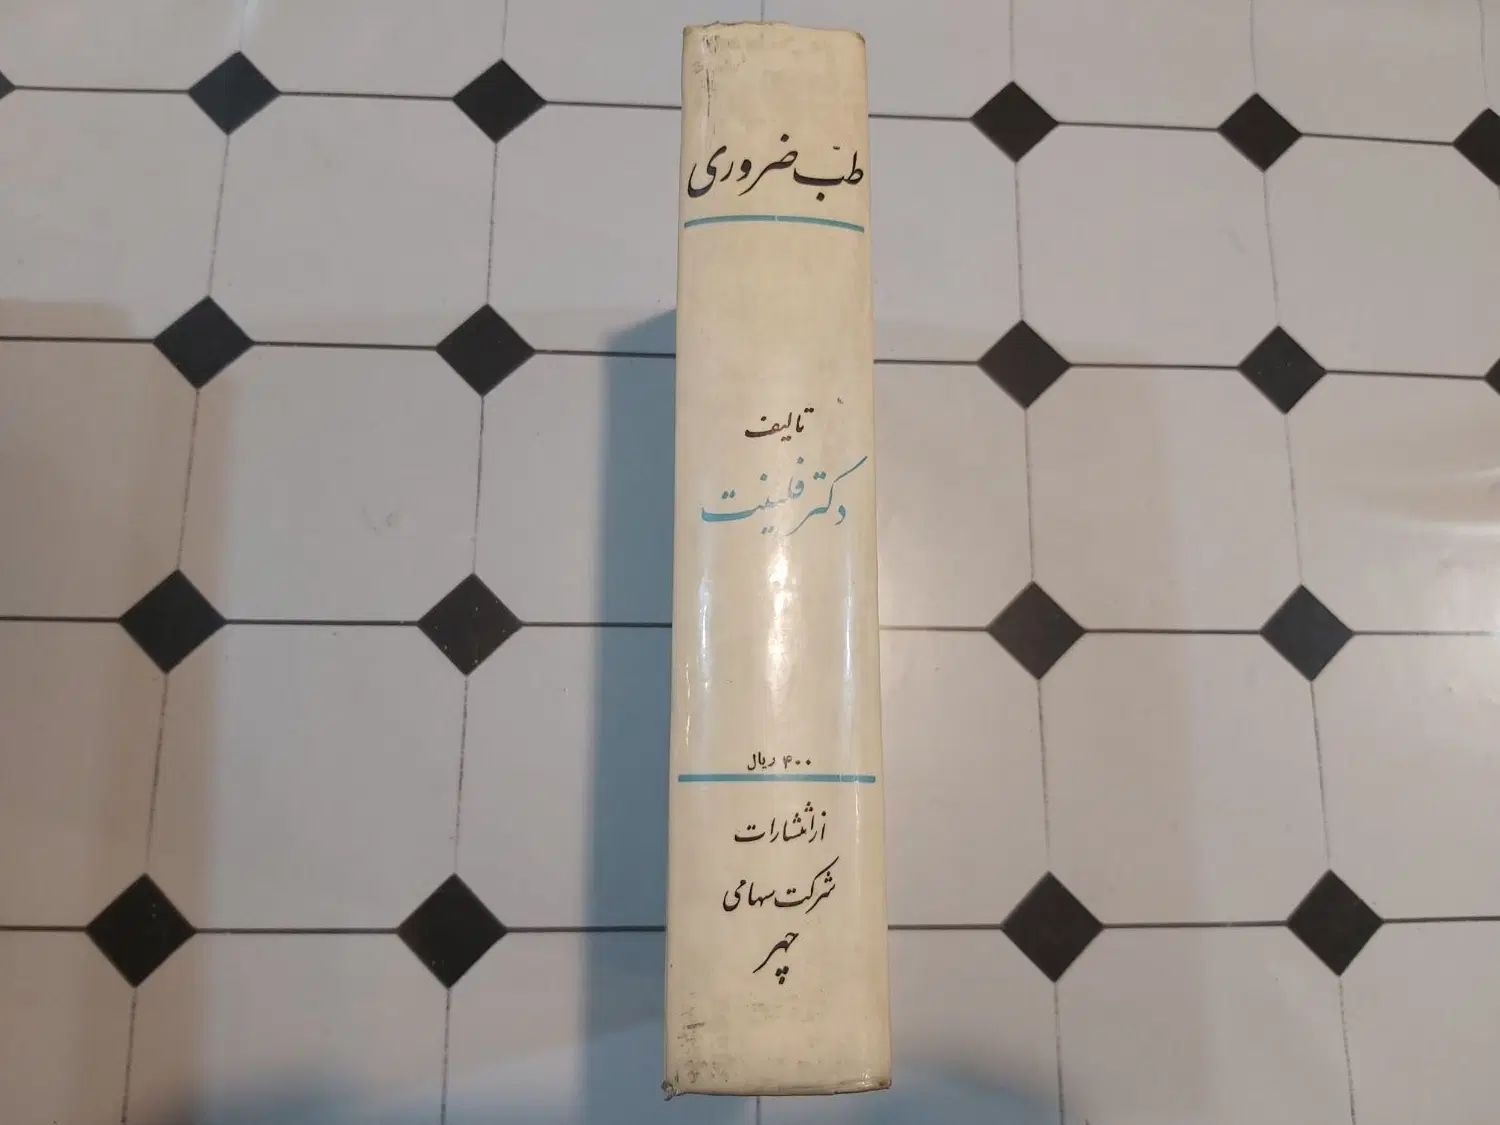 طبّ ضروری
تالیف
دکتر فلینت
۴۰۰ ریال
از انتشارات
شرکت سهامی
چهر